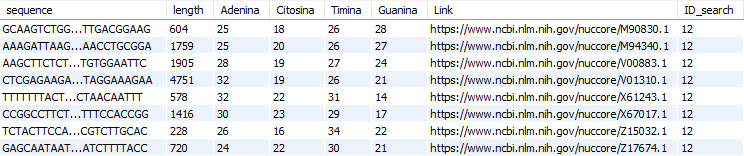 sequence length Adenina Citosina Timina Guanina Link ID_search
GCAAGTCTGG...TTGACGGAAG 604 25 18 26 28 https://www.ncbi.nlm.nih.gov/nuccore/M90830.1 12
AAAGATTAAG...AACCTGCGGA 1759 25 20 26 27 https://www.ncbi.nlm.nih.gov/nuccore/M94340.1 12
AAGCTTCTCT...TGTGGAATTC 1905 28 19 27 24 https://www.ncbi.nlm.nih.gov/nuccore/V00883.1 12
CTCGAGAAGA...TAGGAAAGAA 4751 32 19 26 21 https://www.ncbi.nlm.nih.gov/nuccore/V01310.1 12
TTTTTTTACT...CTAACAATTT 578 32 22 31 14 https://www.ncbi.nlm.nih.gov/nuccore/X61243.1 12
CCGGCCTTCT...TTTCCACCGG 1416 30 23 29 17 https://www.ncbi.nlm.nih.gov/nuccore/X67017.1 12
TCTACTTCCA...CGTCTTGCAC 228 26 16 34 22 https://www.ncbi.nlm.nih.gov/nuccore/Z15032.1 12
GAGCAATAAT...ATCTTTTACC 720 24 22 30 21 https://www.ncbi.nlm.nih.gov/nuccore/Z17674.1 12